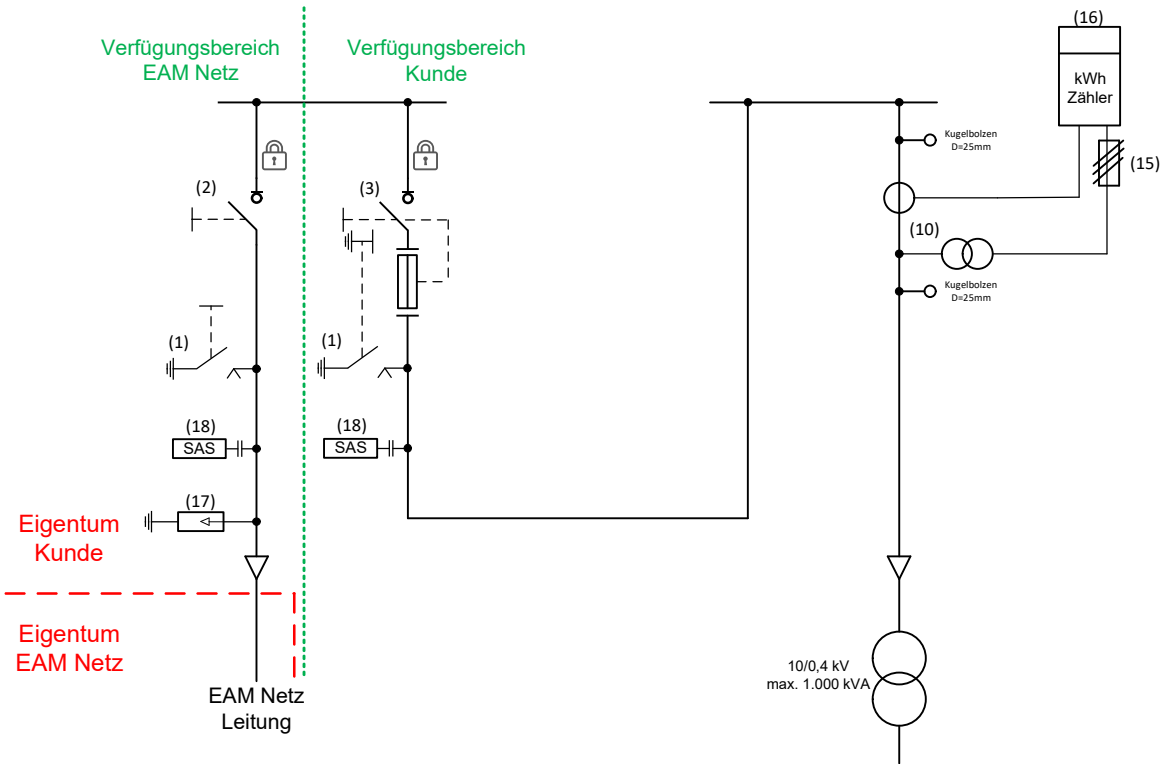 Verfügungsbereich
EAM Netz
Verfügungsbereich
Kunde
(16)
kWh
Zähler
Kugelbolzen
D=25mm
(15)
(2)
(3)
(10)
Kugelbolzen
D=25mm
(1)
(1)
(18)
SAS
(18)
SAS
(17)
Eigentum
Kunde
Eigentum
EAM Netz
EAM Netz
Leitung
10/0,4 kV
max. 1.000 kVA